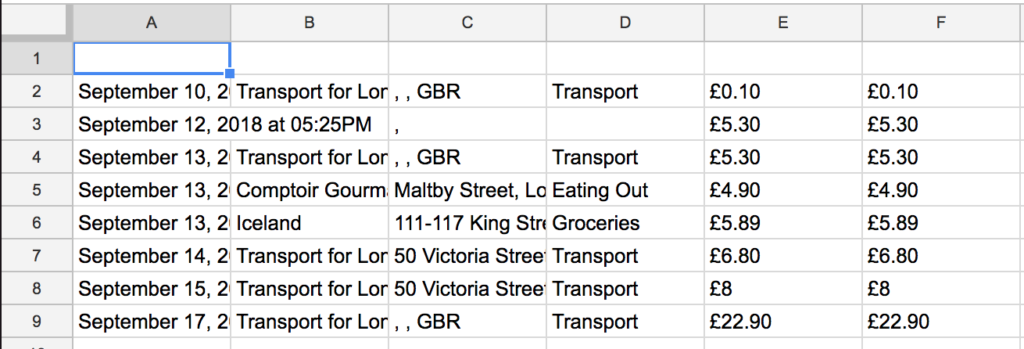 A B C D E F
1
2 September 10, 2 Transport for Lor , , GBR Transport £0.10 £0.10
3 September 12, 2018 at 05:25PM , £5.30 £5.30
4 September 13, 2 Transport for Lor , , GBR Transport £5.30 £5.30
5 September 13, 2 Comptoir Gourm Maltby Street, Lo Eating Out £4.90 £4.90
6 September 13, 2 Iceland 111-117 King Stre Groceries £5.89 £5.89
7 September 14, 2 Transport for Lor 50 Victoria Stree Transport £6.80 £6.80
8 September 15, 2 Transport for Lor 50 Victoria Stree Transport £8 £8
9 September 17, 2 Transport for Lor , , GBR Transport £22.90 £22.90